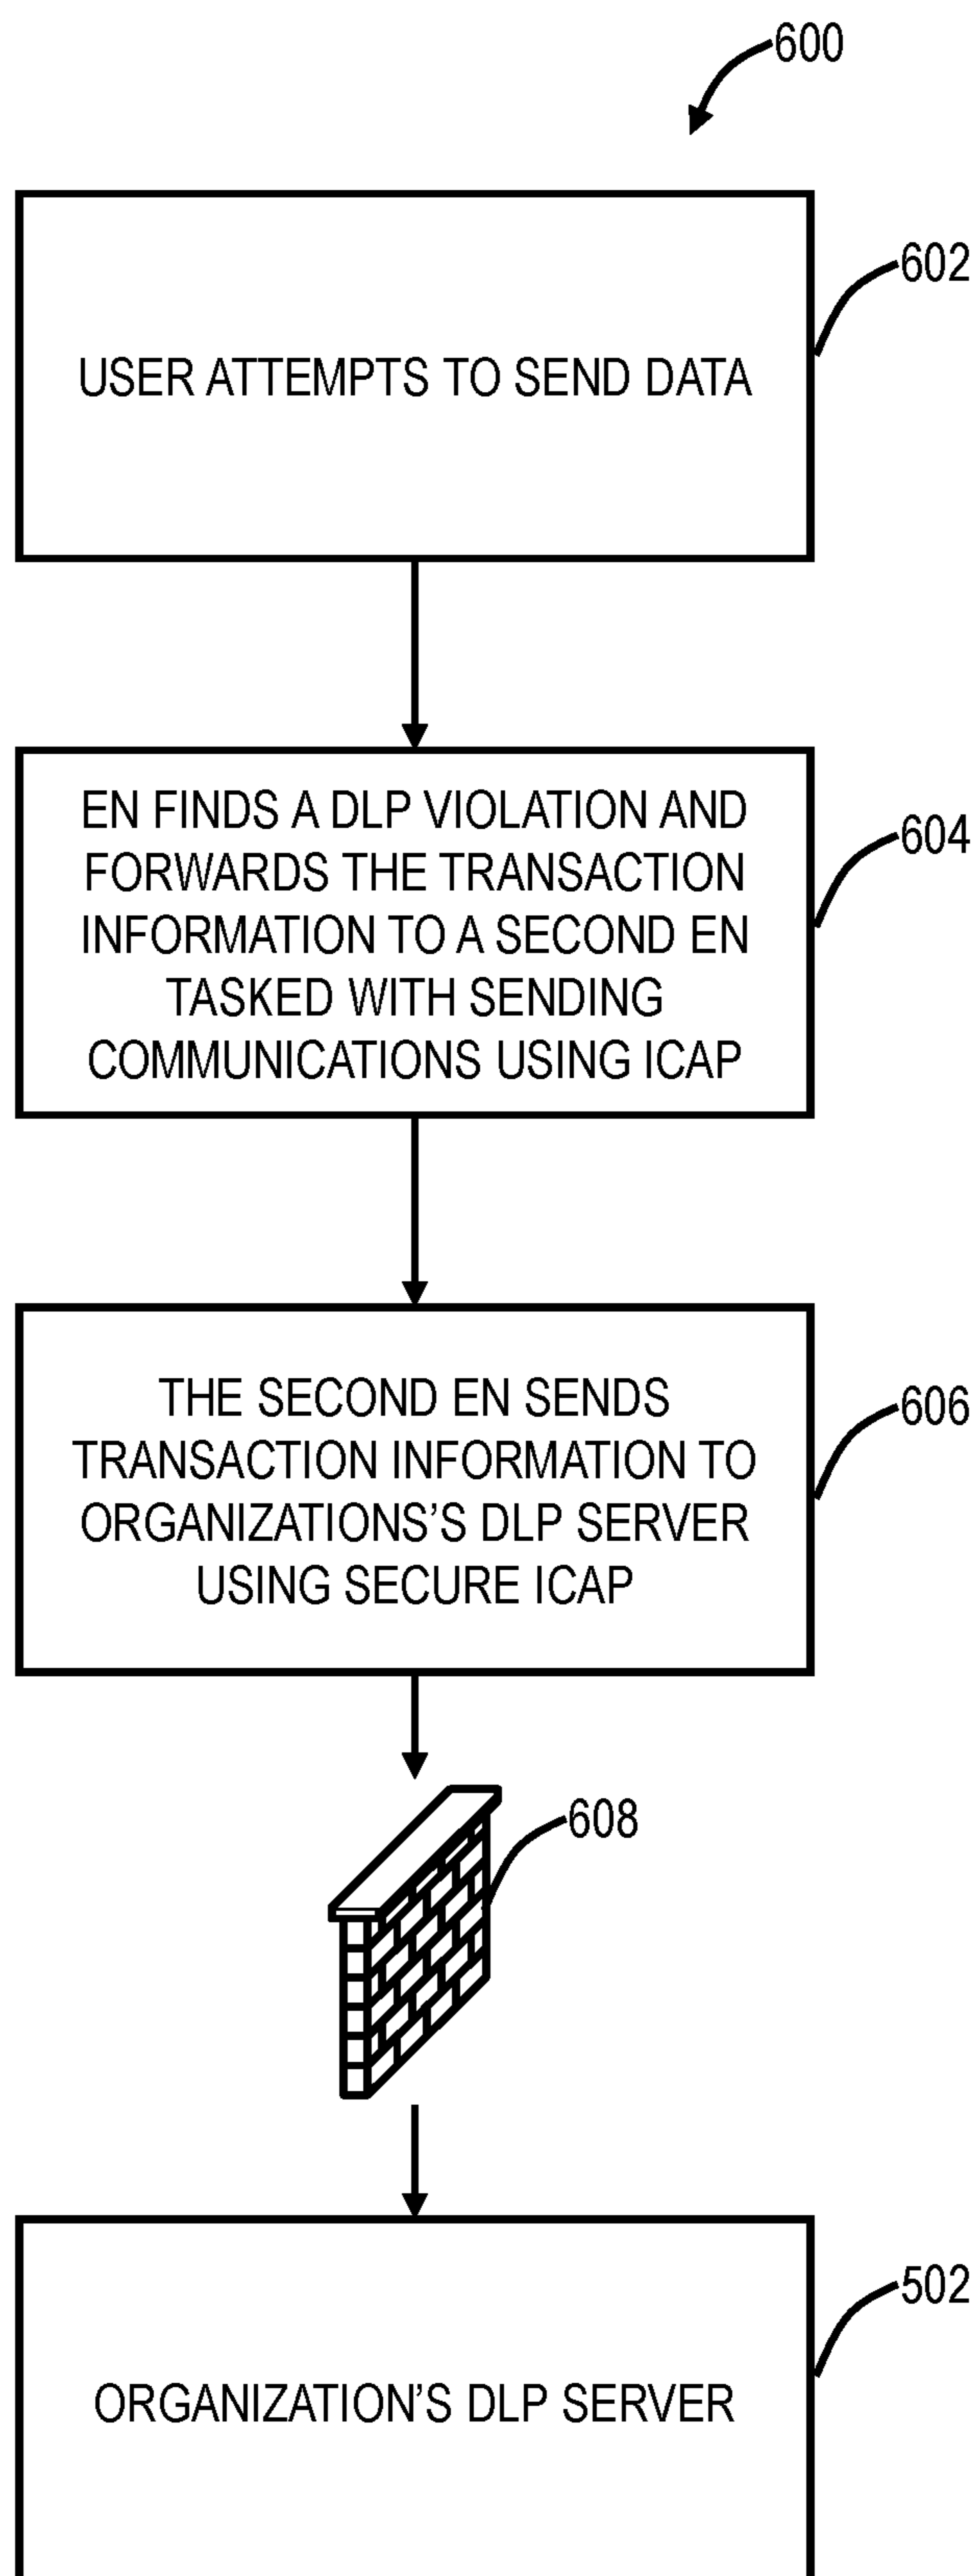 600
602
USER ATTEMPTS TO SEND DATA
EN FINDS A DLP VIOLATION AND
FORWARDS THE TRANSACTION
INFORMATION TO A SECOND EN
TASKED WITH SENDING
COMMUNICATIONS USING ICAP
604
THE SECOND EN SENDS
TRANSACTION INFORMATION TO
ORGANIZATIONS'S DLP SERVER
USING SECURE ICAP
606
608
502
ORGANIZATION'S DLP SERVER